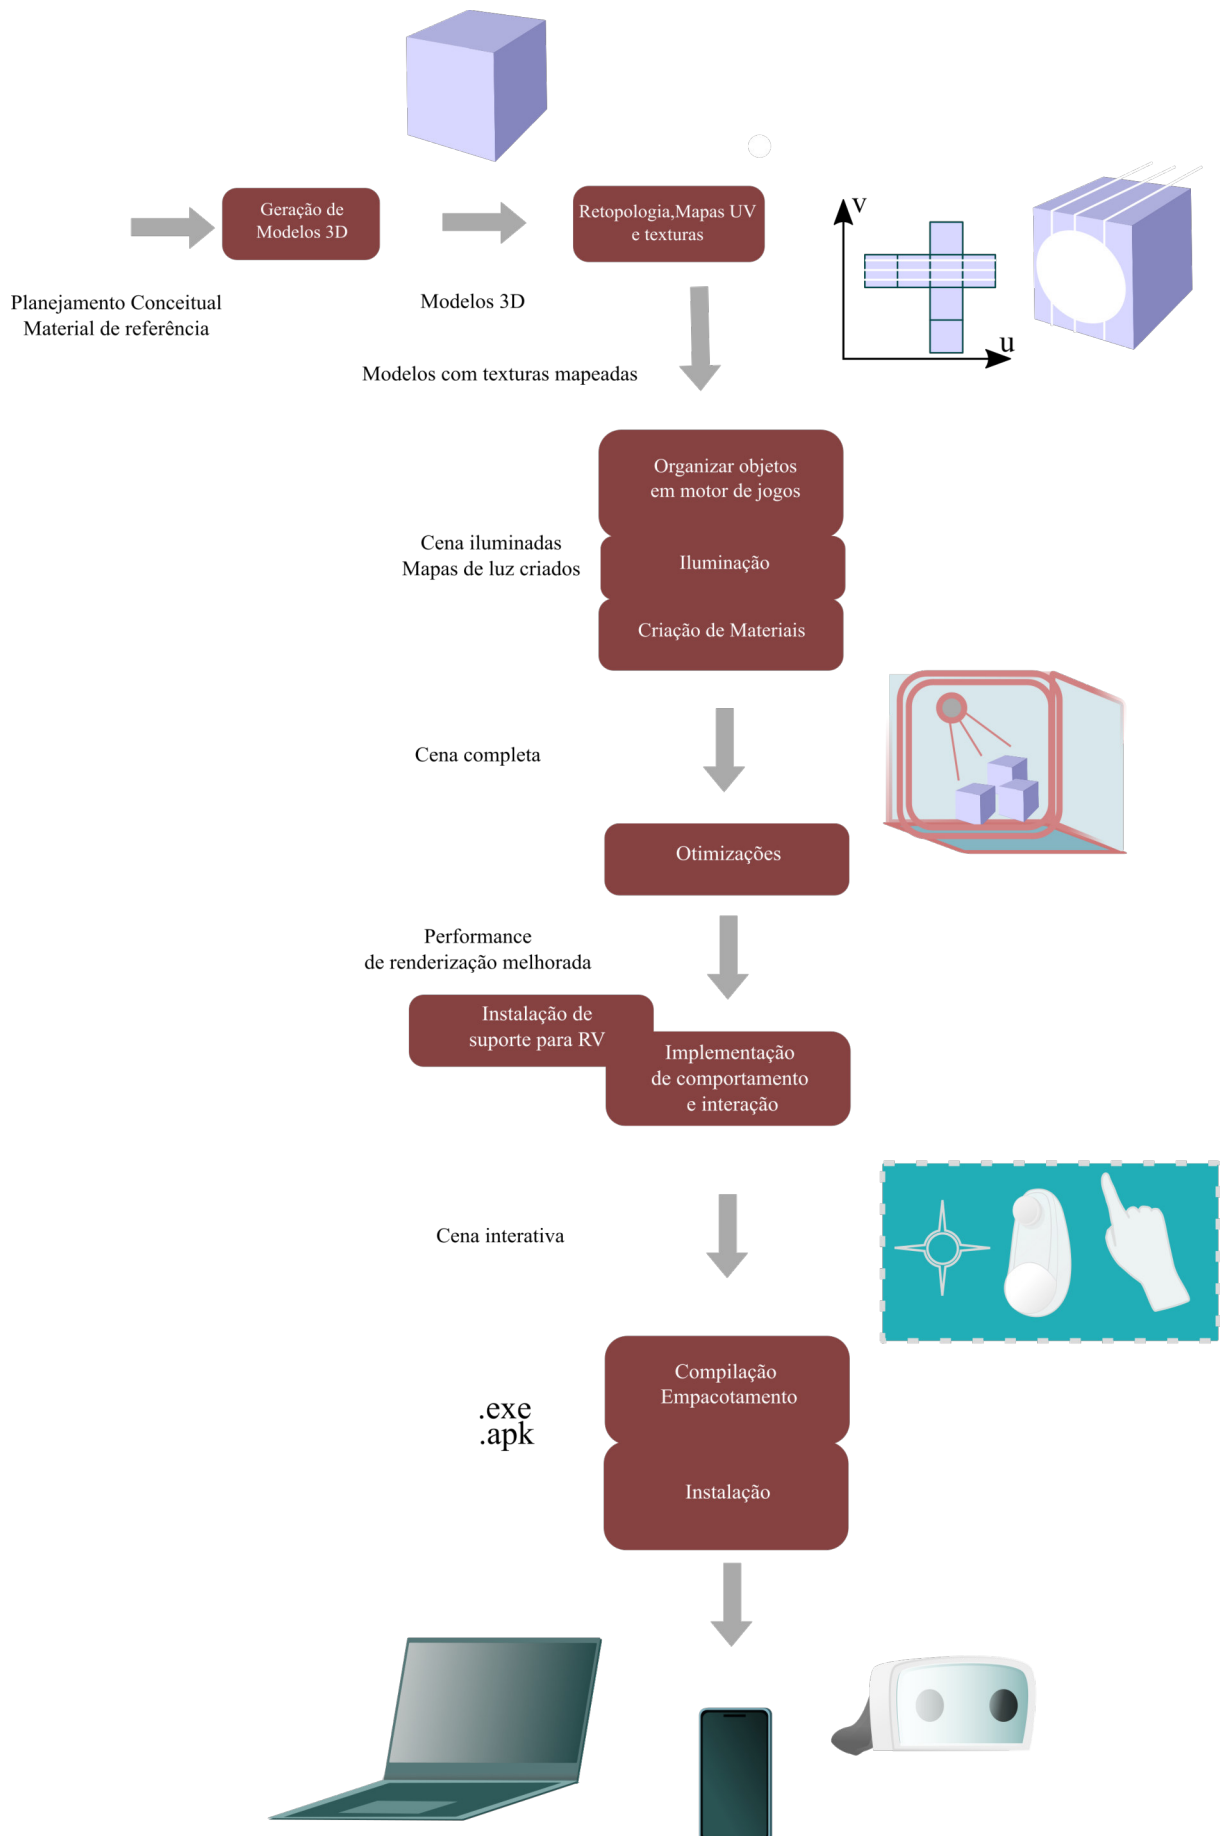 Geração de
Modelos 3D
Retopologia,Mapas UV
e texturas
v
u
Planejamento Conceitual
Material de referência
Modelos 3D
Modelos com texturas mapeadas
Organizar objetos
em motor de jogos
Cena iluminadas
Mapas de luz criados
Iluminação
Criação de Materiais
Cena completa
Otimizações
Performance
de renderização melhorada
Instalação de
suporte para RV
Implementação
de comportamento
e interação
Cena interativa
Compilação
Empacotamento
.exe
.apk
Instalação